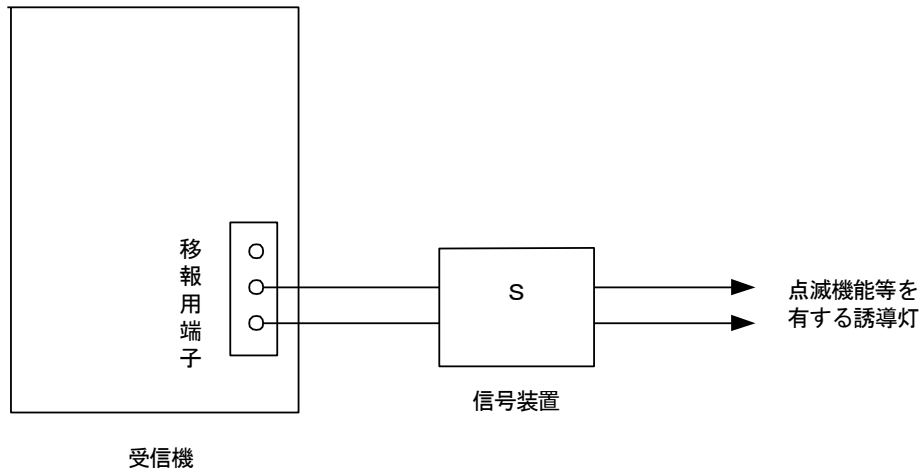 移報用端子
S
点滅機能等を
有する誘導灯
信号装置
受信機